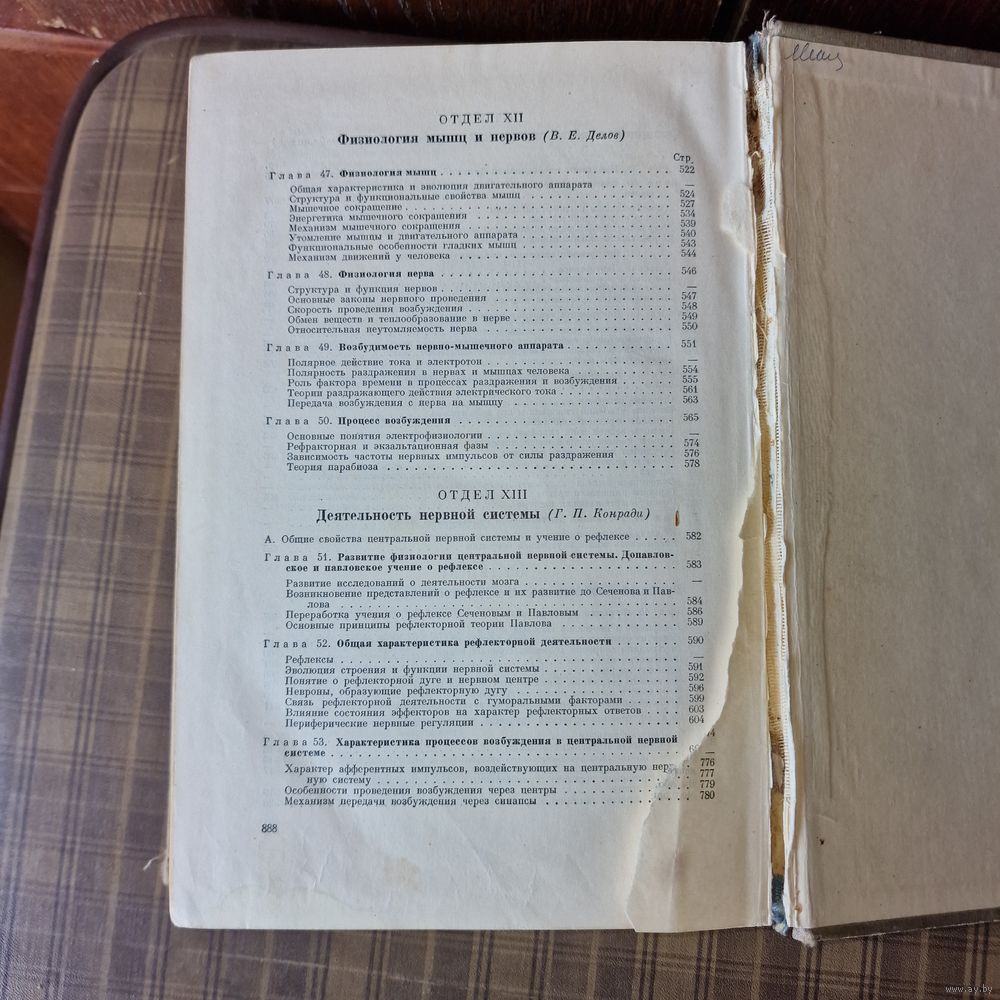 ОТДЕЛ XII
Физиология мышц и нервов (В. Е. Делов)
Стр.
Глава 47. Физиология мышц . . . . . 522
Общая характеристика и эволюция двигательного аппарата . . . . . —
Структура и функциональные свойства мышц . . . . . 524
Мышечное сокращение . . . . . 527
Энергетика мышечного сокращения . . . . . 534
Механизм мышечного сокращения . . . . . 539
Утомление мышцы и двигательного аппарата . . . . . 540
Функциональные особенности гладких мышц . . . . . 543
Механизм движений у человека . . . . . 544
Глава 48. Физиология нерва . . . . . 546
Структура и функция нервов . . . . . —
Основные законы нервного проведения . . . . . 547
Скорость проведения возбуждения . . . . . 548
Обмен веществ и теплообразование в нерве . . . . . 549
Относительная неутомляемость нерва . . . . . 550
Глава 49. Возбудимость нервно-мышечного аппарата . . . . . 551
Полярное действие тока и электротон . . . . . —
Полярность раздражения в нервах и мышцах человека . . . . . 554
Роль фактора времени в процессах раздражения и возбуждения . . . . . 555
Теории раздражающего действия электрического тока . . . . . 561
Передача возбуждения с нерва на мышцу . . . . . 563
Глава 50. Процесс возбуждения . . . . . 565
Основные понятия электрофизиологии . . . . . —
Рефракторная и экзальтационная фазы . . . . . 574
Зависимость частоты нервных импульсов от силы раздражения . . . . . 576
Теория парабиоза . . . . . 578
ОТДЕЛ XIII
Деятельность нервной системы (Г. П. Конради)
А. Общие свойства центральной нервной системы и учение о рефлексе . . . . . 582
Глава 51. Развитие физиологии центральной нервной системы. Допавлов-
ское и павловское учение о рефлексе . . . . . 583
Развитие исследований о деятельности мозга . . . . . —
Возникновение представлений о рефлексе и их развитие до Сеченова и Пав-
лова . . . . . 584
Переработка учения о рефлексе Сеченовым и Павловым . . . . . 586
Основные принципы рефлекторной теории Павлова . . . . . 589
Глава 52. Общая характеристика рефлекторной деятельности . . . . . 590
Рефлексы . . . . . —
Эволюция строения и функции нервной системы . . . . . 591
Понятие о рефлекторной дуге и нервном центре . . . . . 592
Невроны, образующие рефлекторную дугу . . . . . 596
Связь рефлекторной деятельности с гуморальными факторами . . . . . 599
Влияние состояния эффекторов на характер рефлекторных ответов . . . . . 603
Периферические нервные регуляции . . . . . 604
Глава 53. Характеристика процессов возбуждения в центральной нервной
системе . . . . . —
Характер афферентных импульсов, воздействующих на центральную нерв- 776
ную систему . . . . . 777
Особенности проведения возбуждения через центры . . . . . 779
Механизм передачи возбуждения через синапсы . . . . . 780
888
www.ay.by